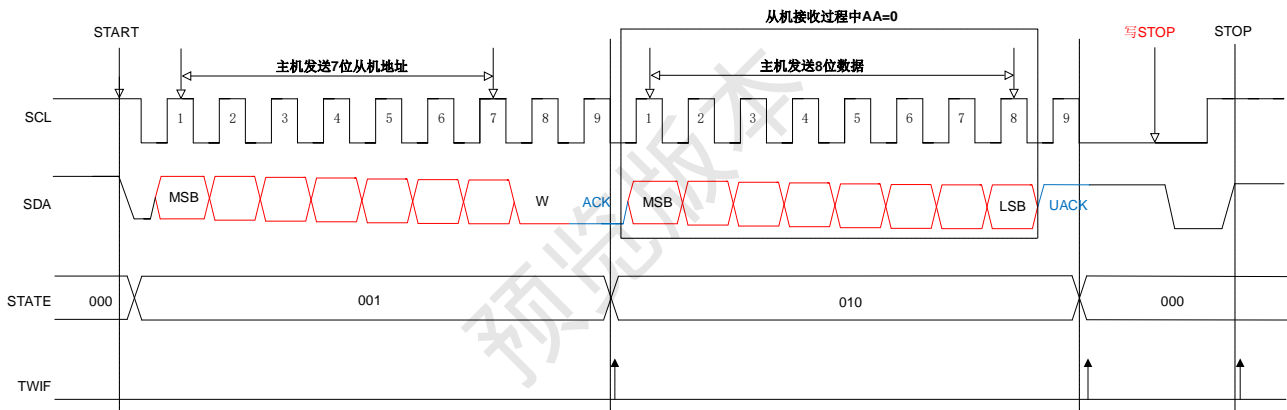 从机接收过程中AA=0
START
写STOP
STOP
主机发送7位从机地址
主机发送8位数据
SCL
1 2 3 4 5 6 7 8 9 1 2 3 4 5 6 7 8 9
SDA
MSB W ACK MSB LSB UACK
STATE
000 001 010 000
TWIF
预览版本